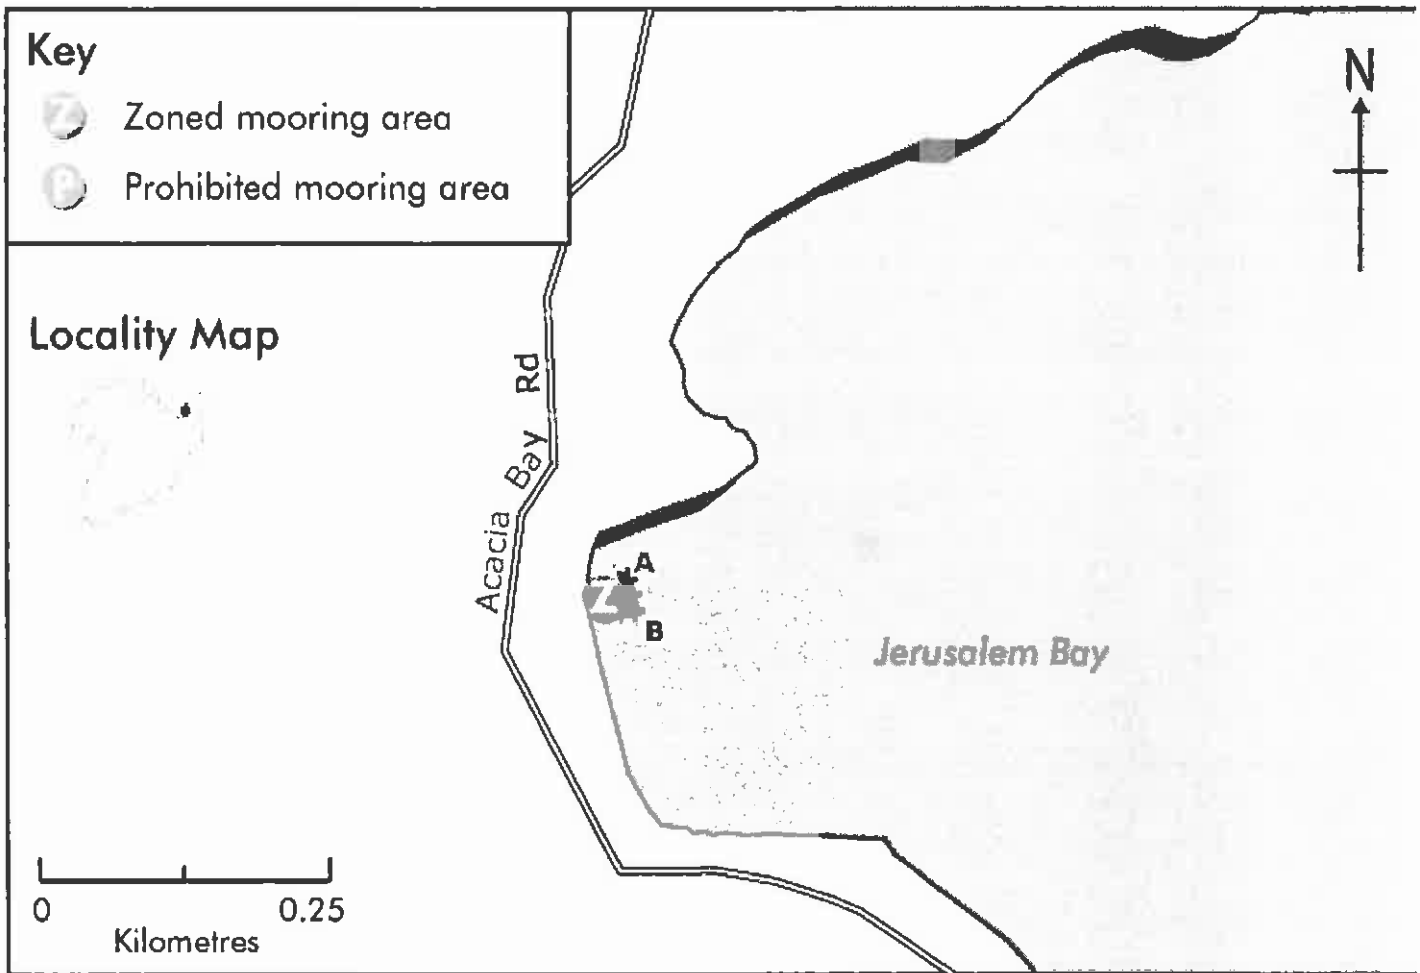 Key
Z Zoned mooring area
P Prohibited mooring area
N
Locality Map
Acacia Bay Rd
A
Z
B
Jerusalem Bay
0 0.25
Kilometres